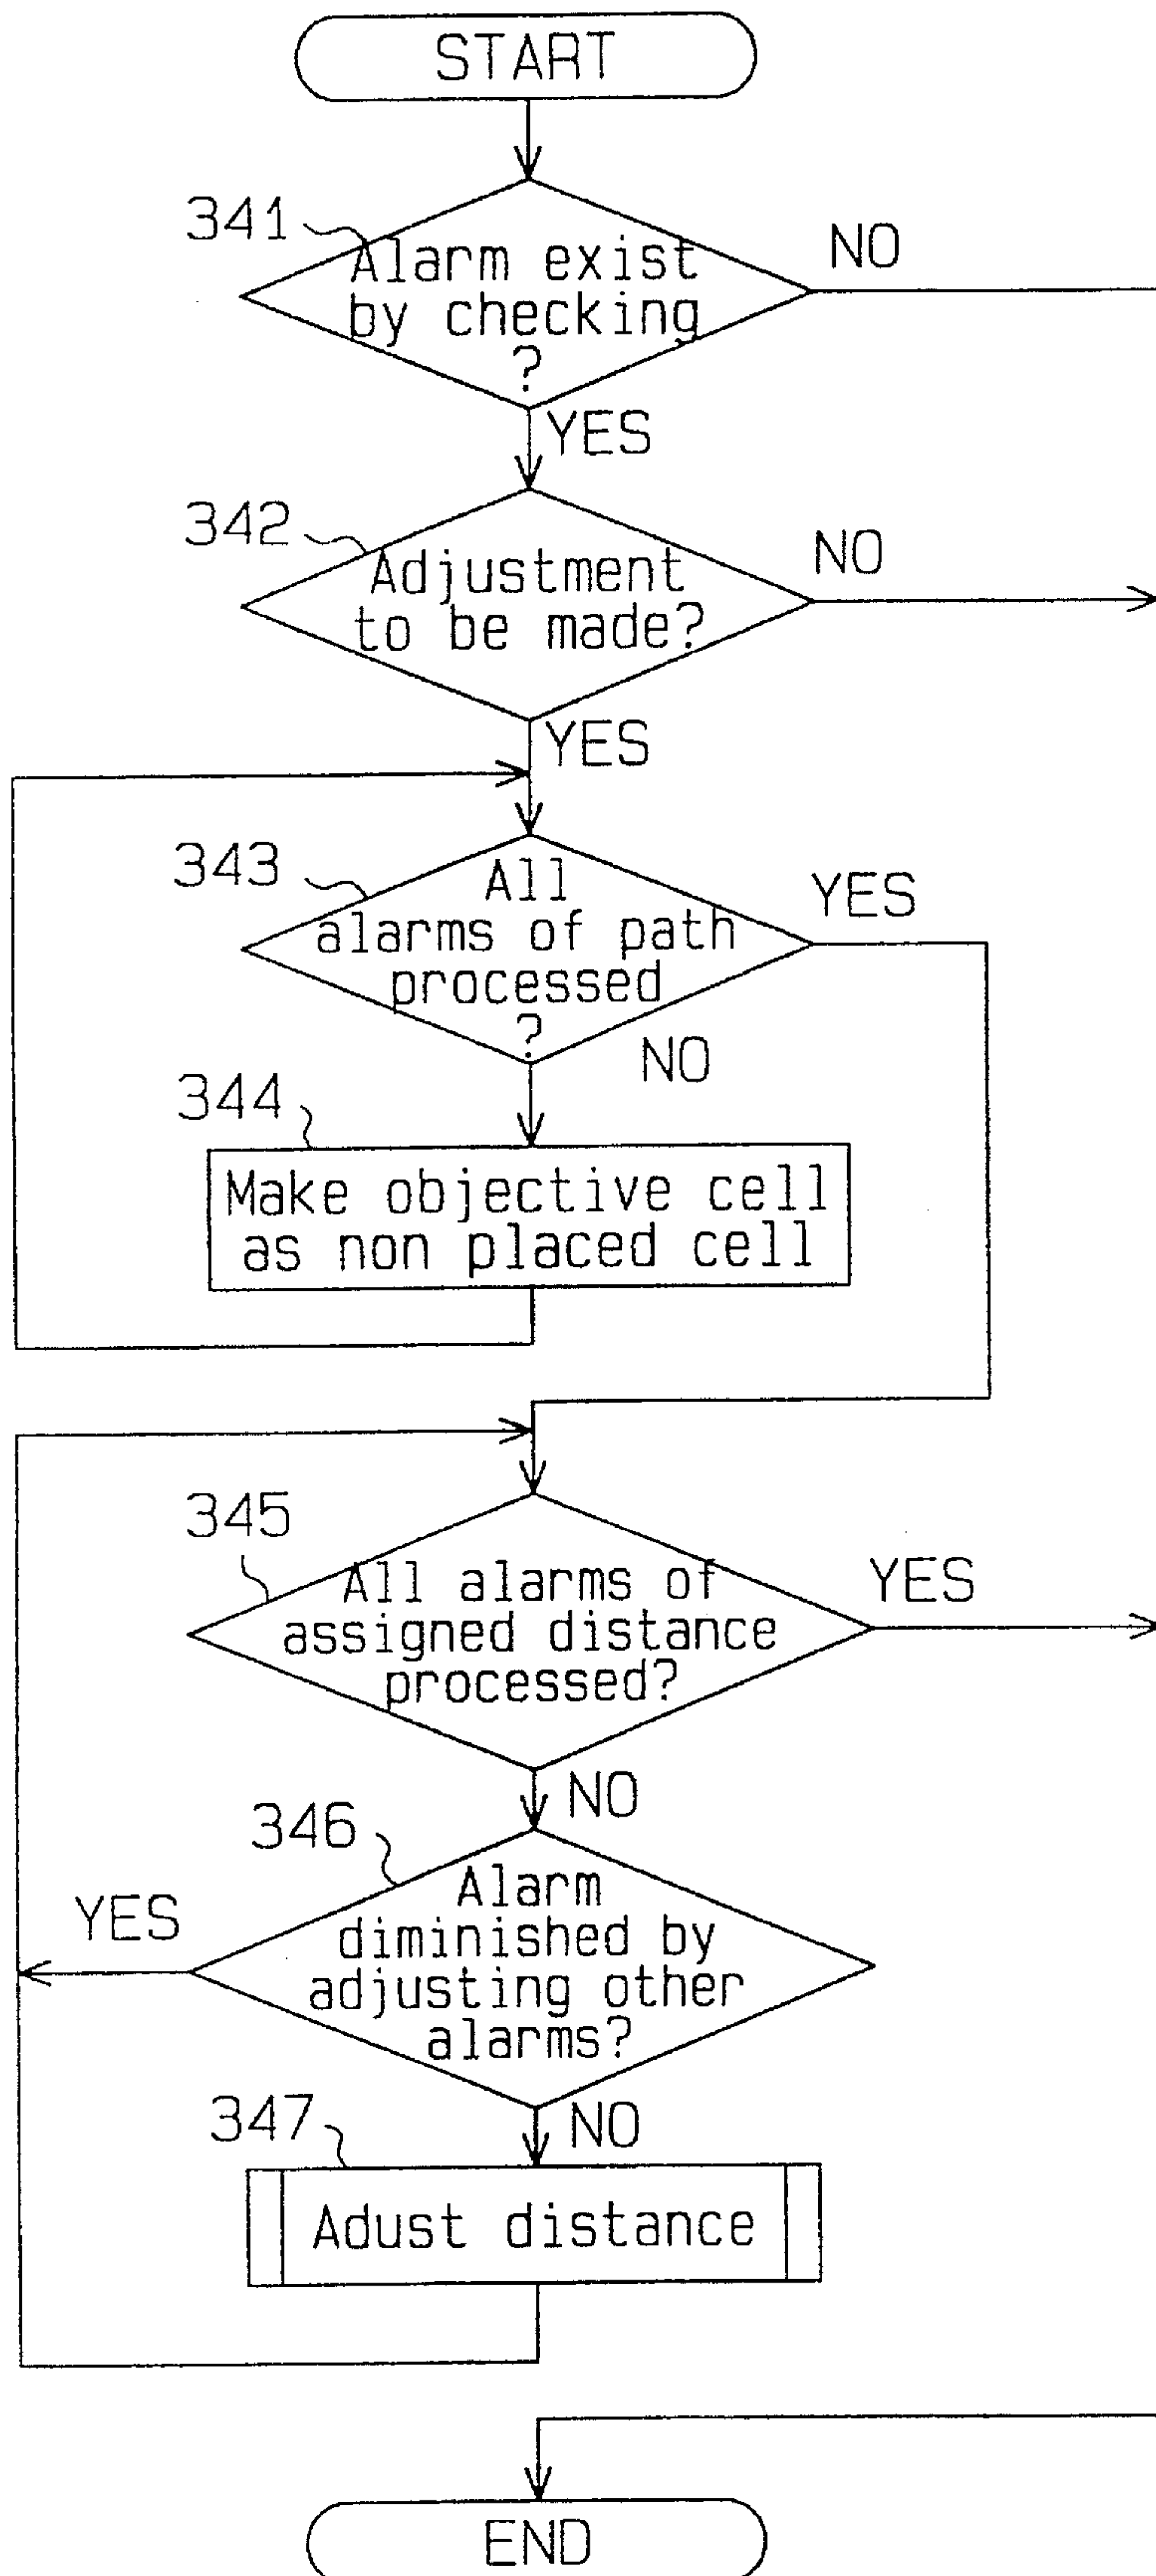 START
341
Alarm exist
by checking
?
NO
YES
342
Adjustment
to be made?
NO
YES
343
All
alarms of path
processed
?
YES
NO
344
Make objective cell
as non placed cell
345
All alarms of
assigned distance
processed?
YES
NO
346
Alarm
diminished by
adjusting other
alarms?
YES
NO
347
Adust distance
END